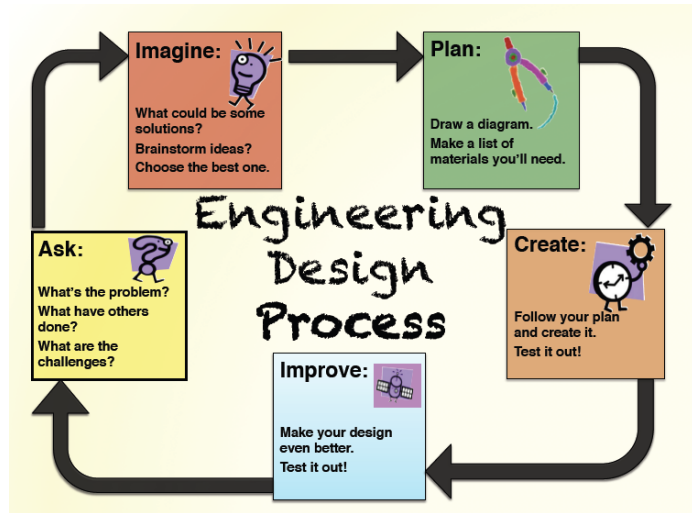 Imagine:
What could be some
solutions?
Brainstorm ideas?
Choose the best one.
Plan:
Draw a diagram.
Make a list of
materials you'll need.
Engineering
Design
Process
Ask:
What's the problem?
What have others
done?
What are the
challenges?
Create:
Follow your plan
and create it.
Test it out!
Improve:
Make your design
even better.
Test it out!